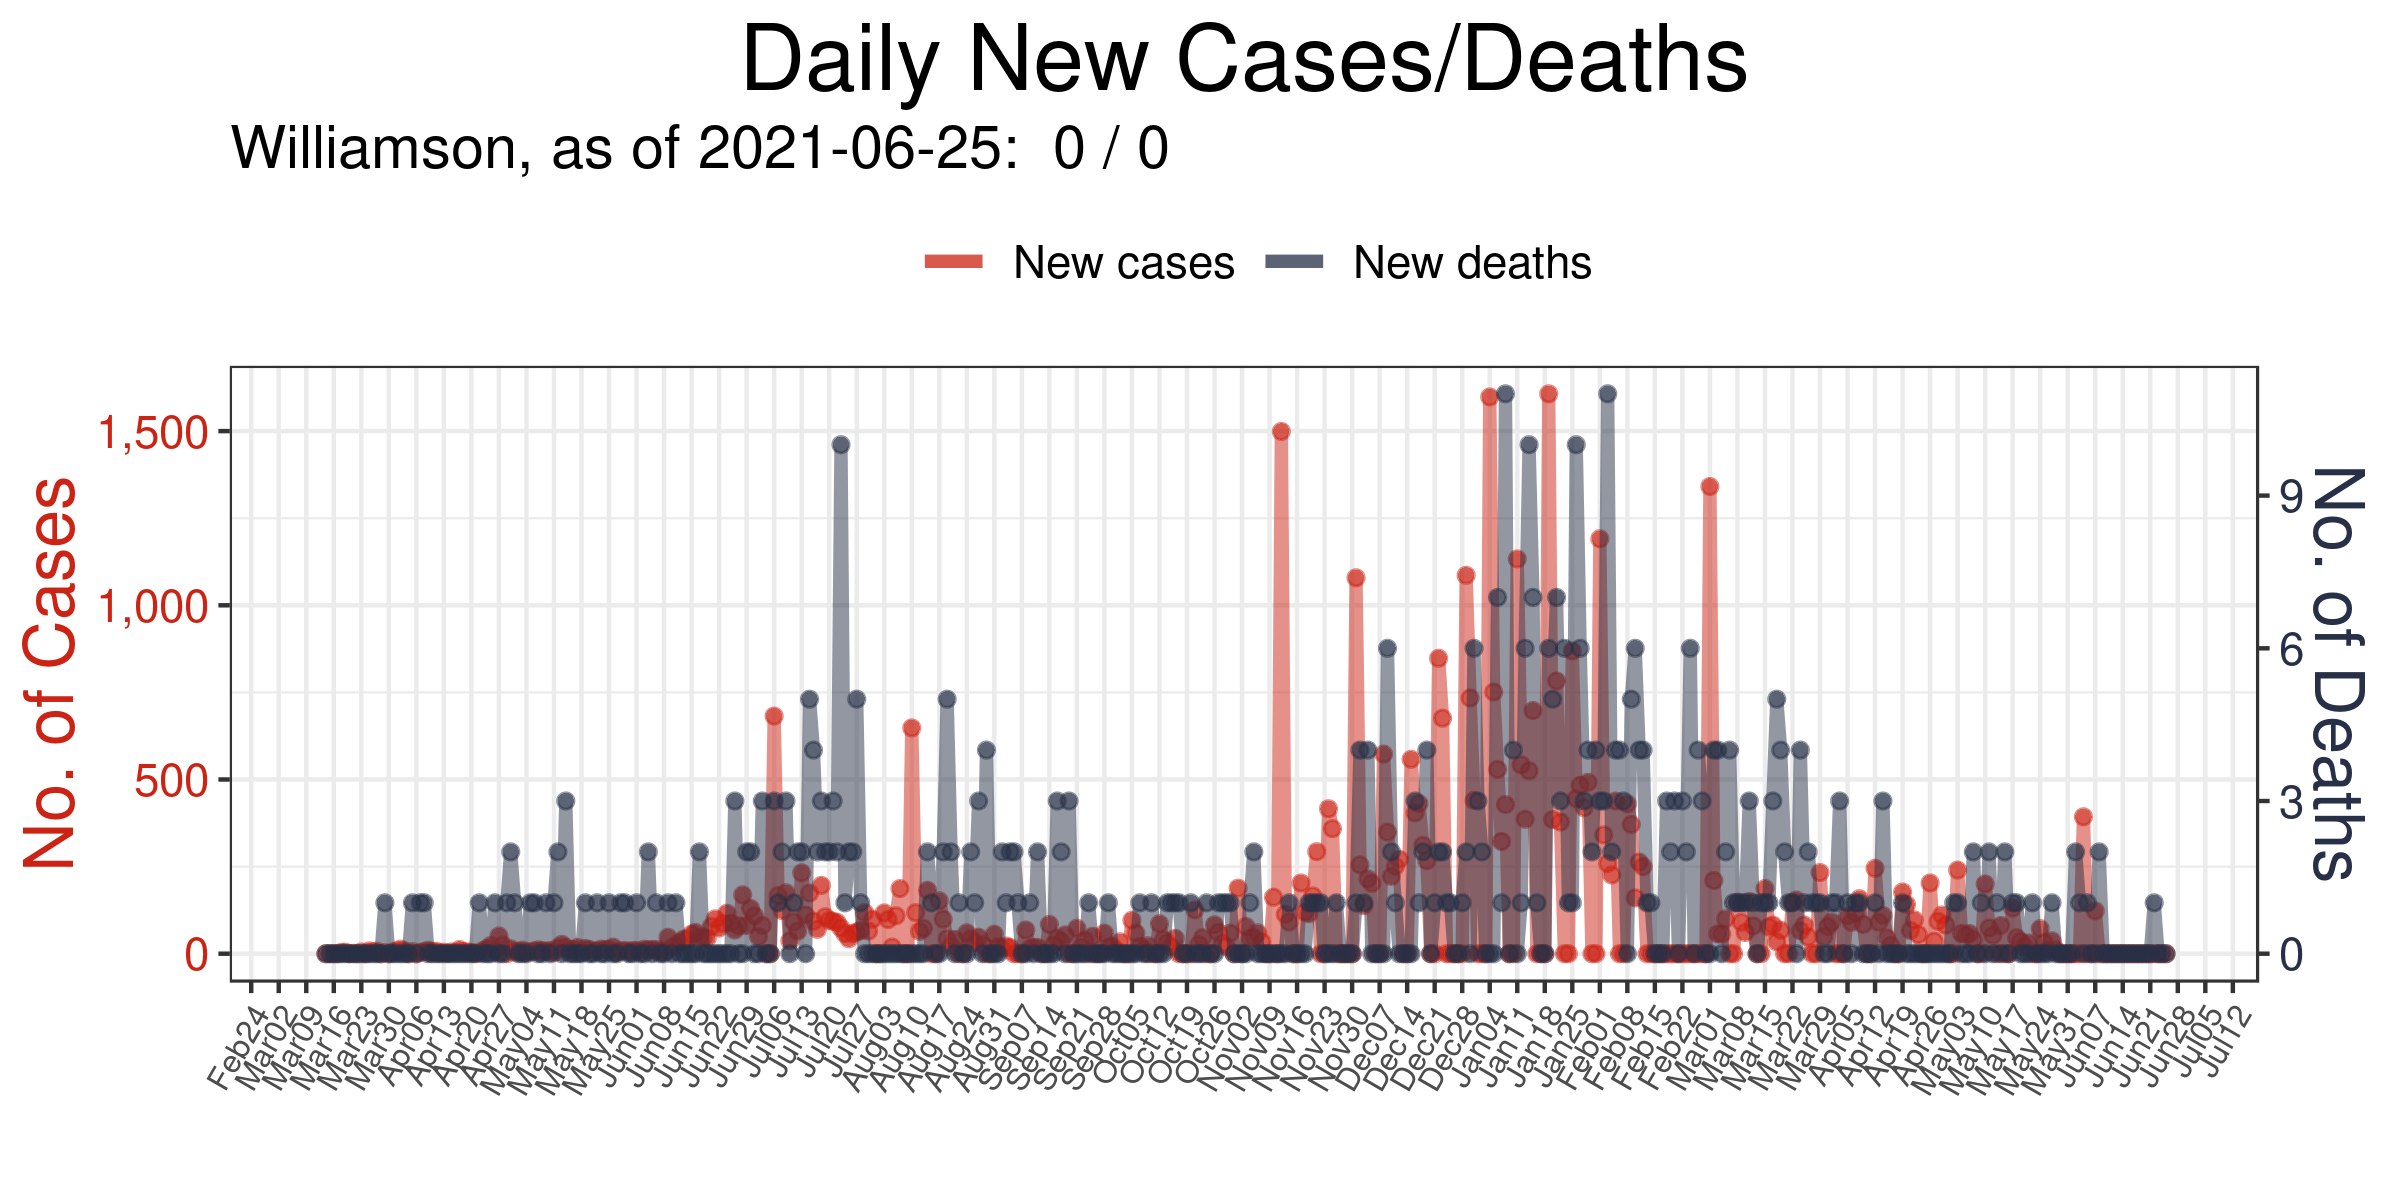 Daily New Cases/Deaths
Williamson, as of 2021-06-25:  0 / 0
New cases
New deaths
No. of Cases
1,500
1,000
500
0
No. of Deaths
9
6
3
0
Feb24
Mar02
Mar09
Mar16
Mar23
Mar30
Apr06
Apr13
Apr20
Apr27
May04
May11
May18
May25
Jun01
Jun08
Jun15
Jun22
Jun29
Jul06
Jul13
Jul20
Jul27
Aug03
Aug10
Aug17
Aug24
Aug31
Sep07
Sep14
Sep21
Sep28
Oct05
Oct12
Oct19
Oct26
Nov02
Nov09
Nov16
Nov23
Nov30
Dec07
Dec14
Dec21
Dec28
Jan04
Jan11
Jan18
Jan25
Feb01
Feb08
Feb15
Feb22
Mar01
Mar08
Mar15
Mar22
Mar29
Apr05
Apr12
Apr19
Apr26
May03
May10
May17
May24
May31
Jun07
Jun14
Jun21
Jun28
Jul05
Jul12